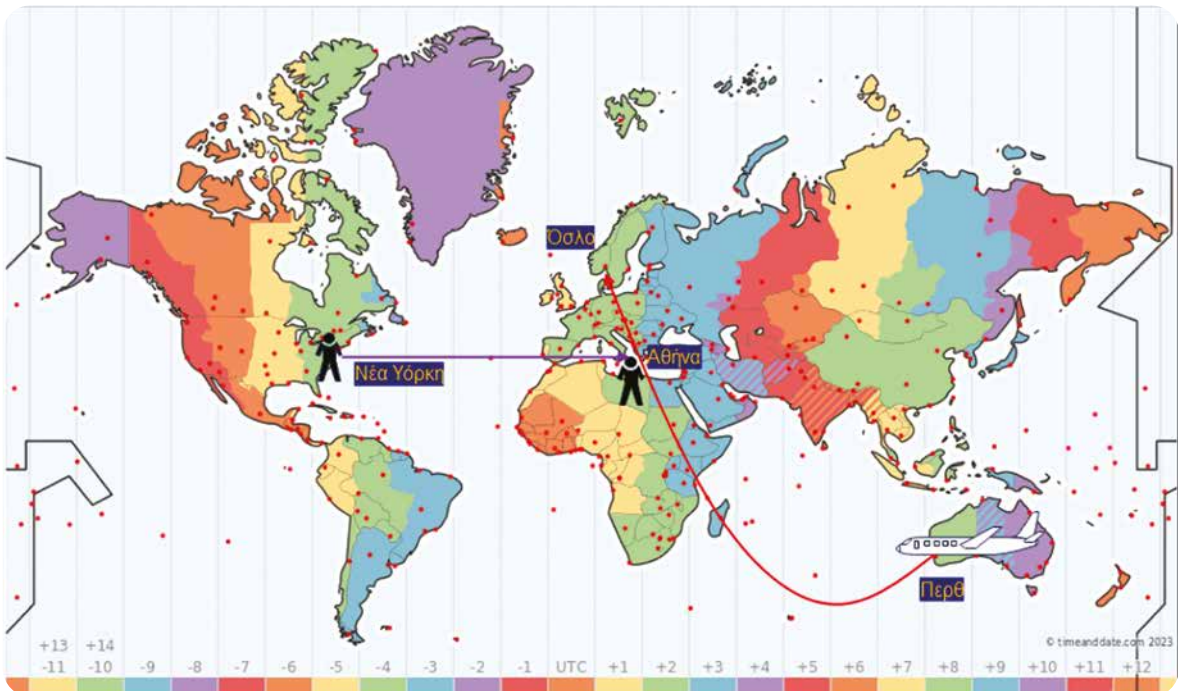 Όσλο
Αθήνα
Νέα Υόρκη
Περθ
© timeanddate.com 2023
+13 +14
-11 -10 -9 -8 -7 -6 -5 -4 -3 -2 -1 UTC +1 +2 +3 +4 +5 +6 +7 +8 +9 +10 +11 +12